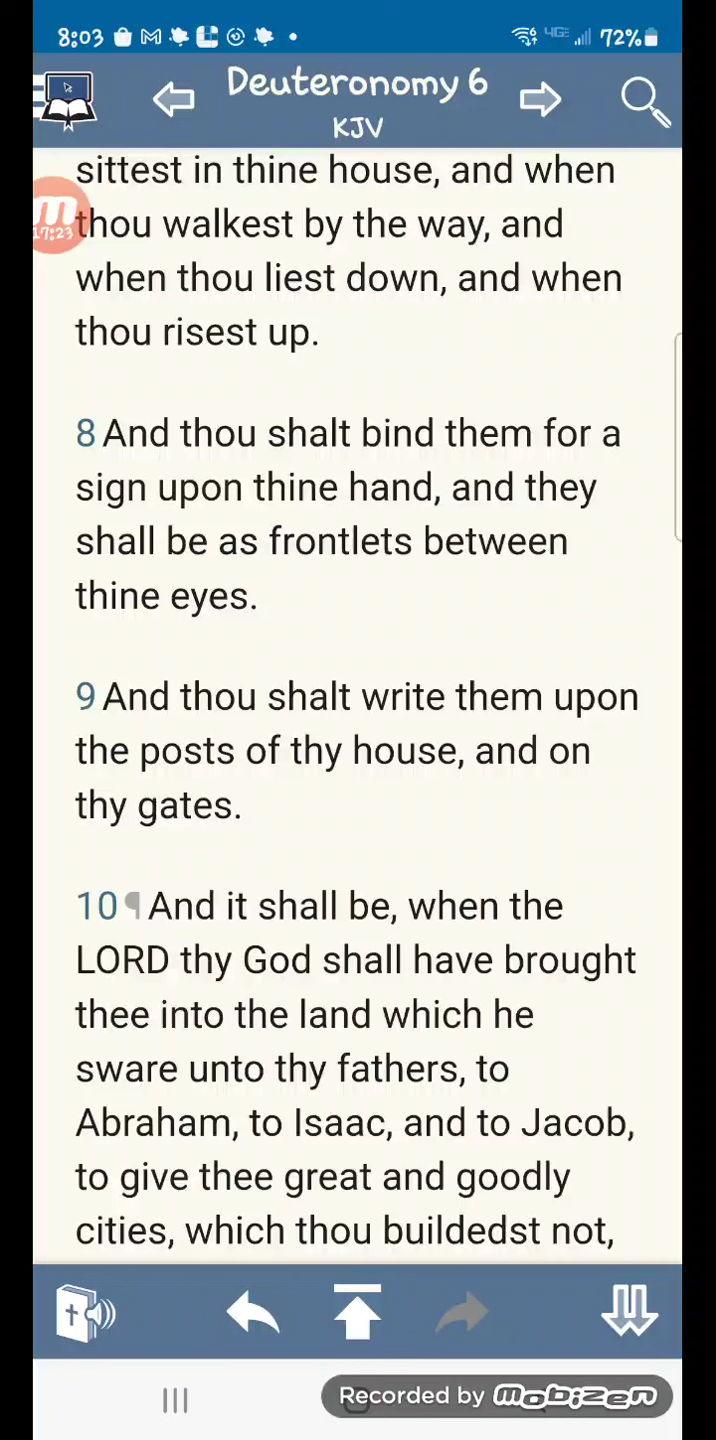 8:03 72%
Deuteronomy 6
KJV
sittest in thine house, and when
17:23
thou walkest by the way, and
when thou liest down, and when
thou risest up.
8 And thou shalt bind them for a
sign upon thine hand, and they
shall be as frontlets between
thine eyes.
9 And thou shalt write them upon
the posts of thy house, and on
thy gates.
10 ¶ And it shall be, when the
LORD thy God shall have brought
thee into the land which he
sware unto thy fathers, to
Abraham, to Isaac, and to Jacob,
to give thee great and goodly
cities, which thou buildedst not,
Recorded by mobizen